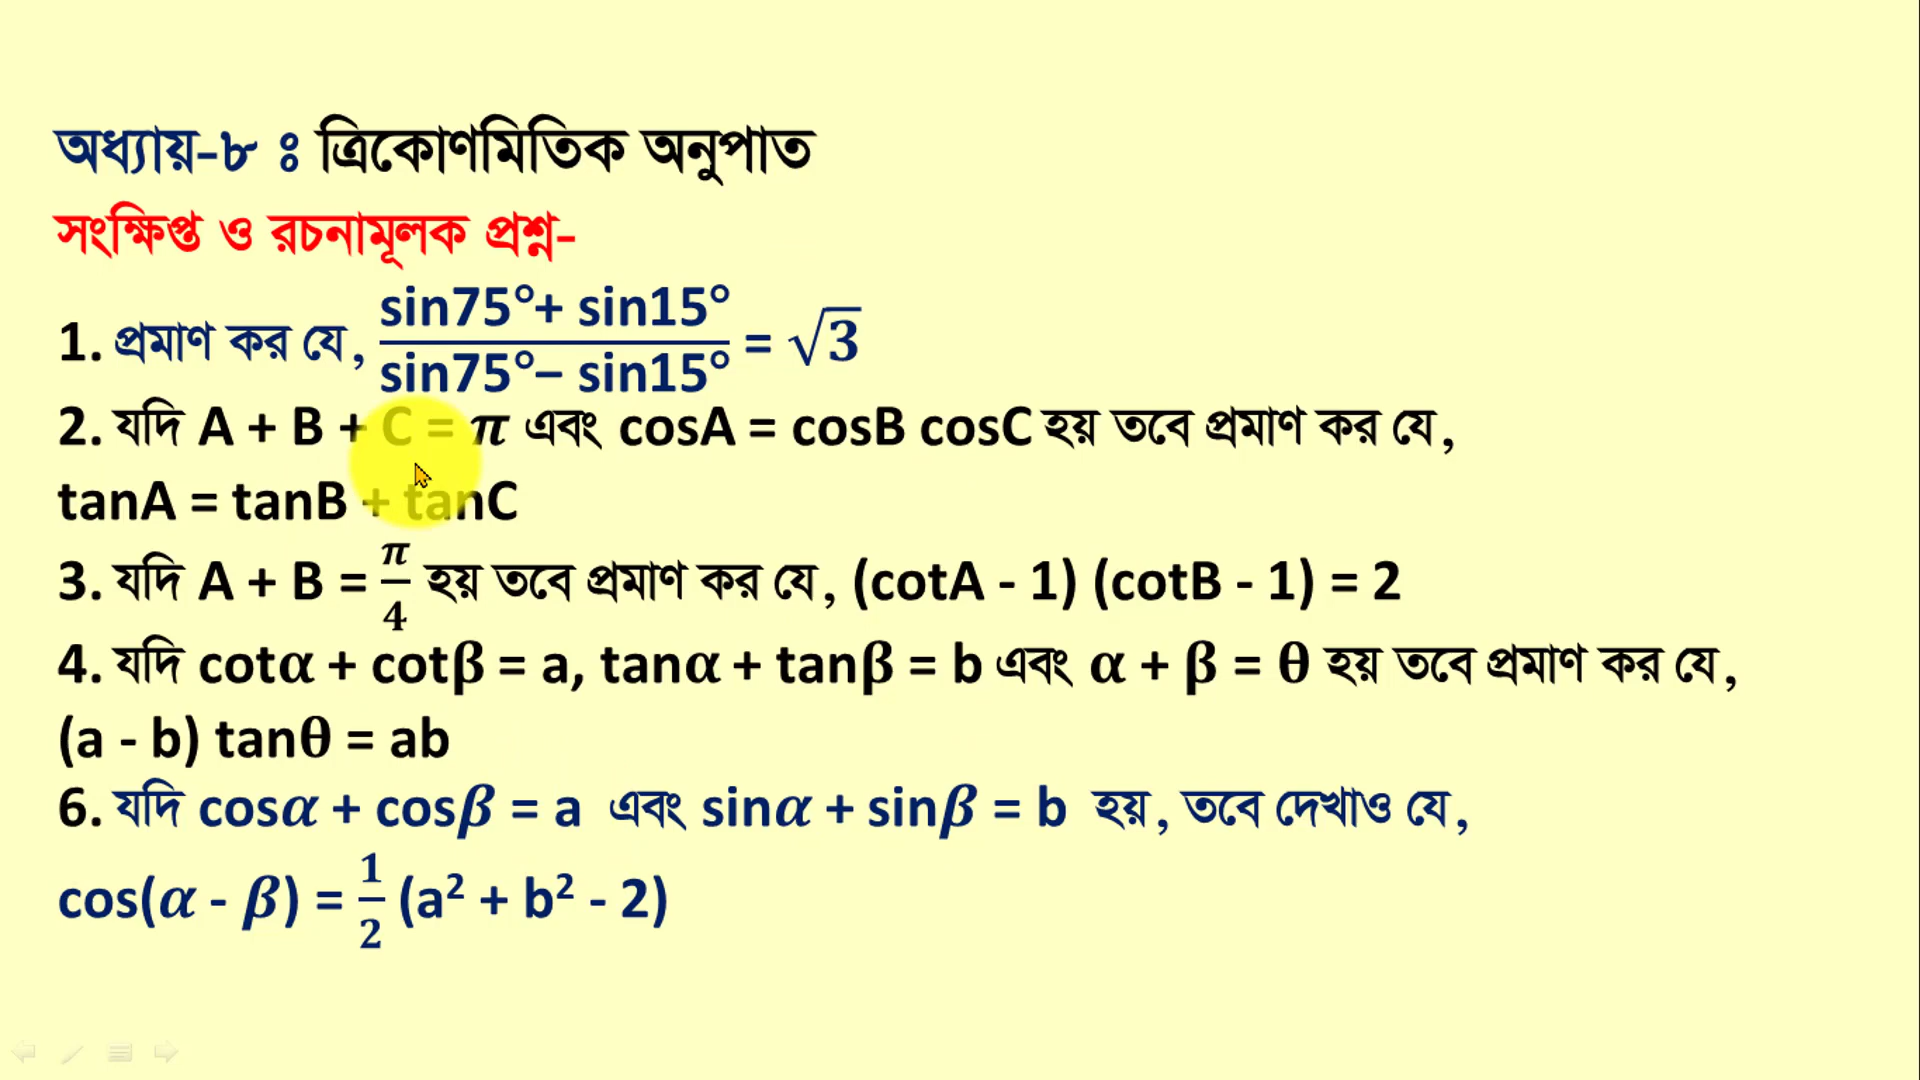 অধ্যায়-৮ ঃ ত্রিকোণমিতিক অনুপাত
সংক্ষিপ্ত ও রচনামূলক প্রশ্ন-
1. প্রমাণ কর যে, (sin75°+ sin15°)/(sin75°– sin15°) = √3
2. যদি A + B + C = π এবং cosA = cosB cosC হয় তবে প্রমাণ কর যে,
tanA = tanB + tanC
3. যদি A + B = π/4 হয় তবে প্রমাণ কর যে, (cotA - 1) (cotB - 1) = 2
4. যদি cotα + cotβ = a, tanα + tanβ = b এবং α + β = θ হয় তবে প্রমাণ কর যে,
(a - b) tanθ = ab
6. যদি cosα + cosβ = a এবং sinα + sinβ = b হয়, তবে দেখাও যে,
cos(α - β) = 1/2 (a² + b² - 2)